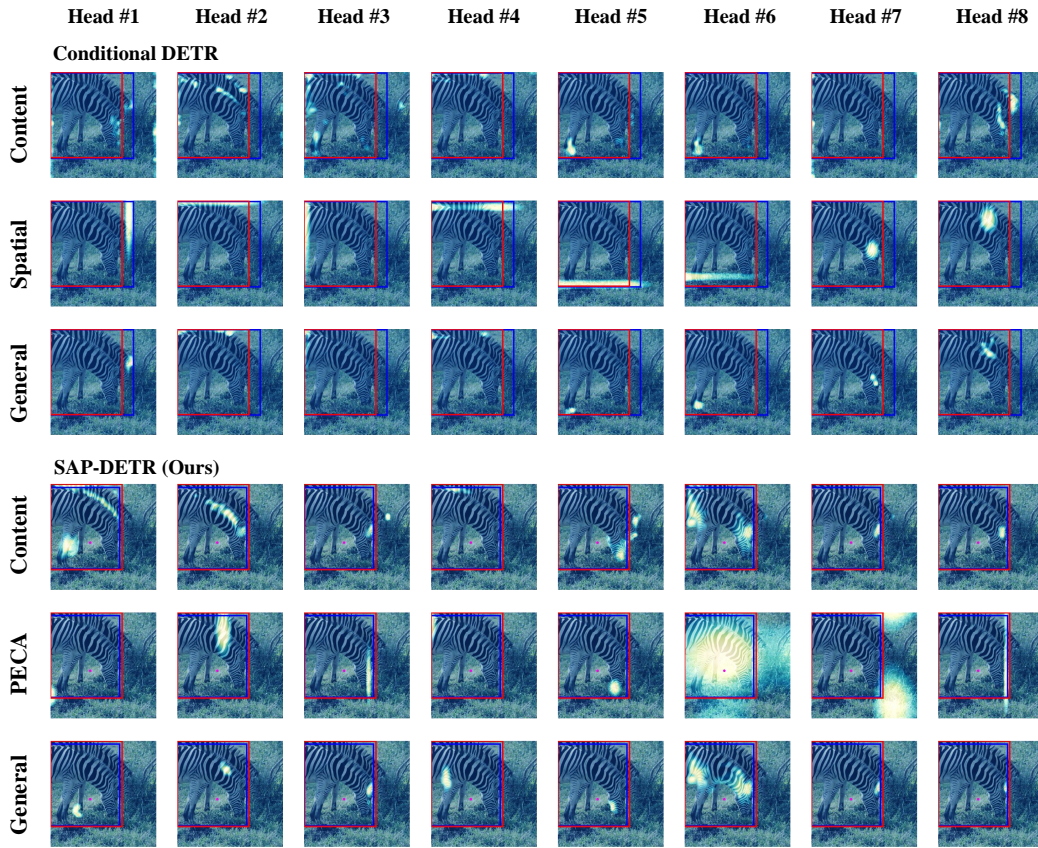 Head #1 Head #2 Head #3 Head #4 Head #5 Head #6 Head #7 Head #8
Conditional DETR
Content
Spatial
General
SAP-DETR (Ours)
Content
PECA
General